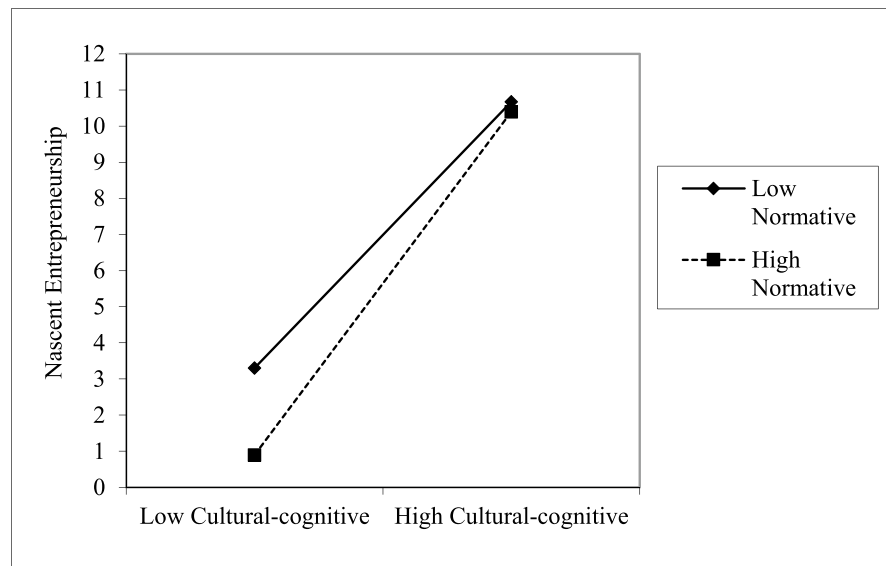 12
11
10
9
8
7
6
5
4
3
2
1
0
Nascent Entrepreneurship
Low Cultural-cognitive
High Cultural-cognitive
Low
Normative
High
Normative